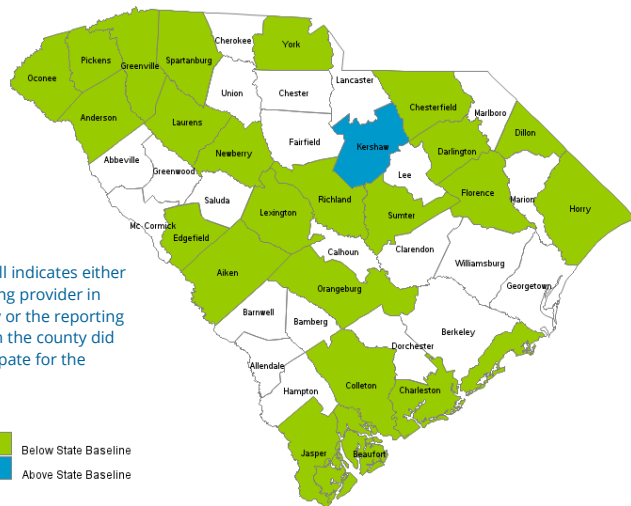 Cherokee
York
Spartanburg
Pickens
Greenville
Oconee
Lancaster
Union
Chester
Chesterfield
Marlboro
Anderson
Laurens
Dillon
Fairfield
Kershaw
Newberry
Darlington
Abbeville
Greenwood
Lee
Saluda
Richland
Florence
Marion
Horry
Lexington
Sumter
Mc Cormick
Edgefield
Calhoun
Clarendon
Williamsburg
Aiken
Orangeburg
Georgetown
Barnwell
Bamberg
Berkeley
Dorchester
Allendale
Hampton
Colleton
Charleston
Jasper
Beaufort
ll indicates either
ng provider in
or the reporting
the county did
pate for the
Below State Baseline
Above State Baseline